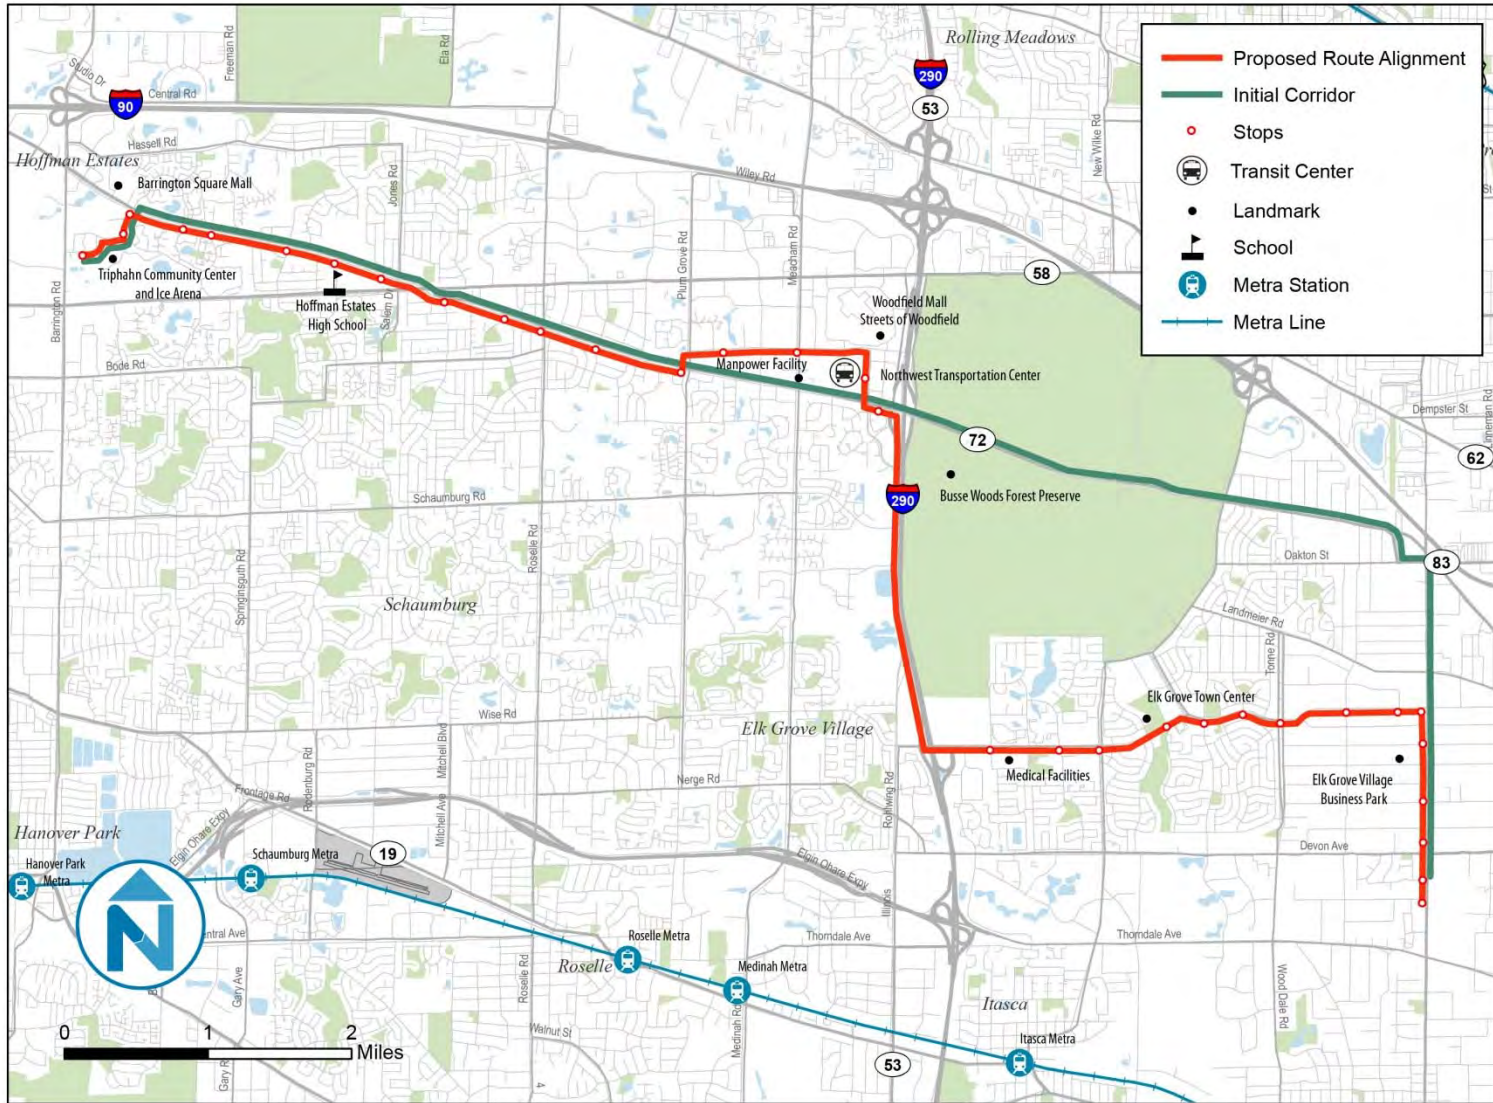 Rolling Meadows
Proposed Route Alignment
Initial Corridor
Stops
Transit Center
Landmark
School
Metra Station
Metra Line
Studio Dr
Freeman Rd
Ela Rd
90
Central Rd
290
53
New Wilke Rd
Hassell Rd
Hoffman Estates
Barrington Square Mall
Jones Rd
Wiley Rd
St
Plum Grove Rd
Meacham Rd
58
Triphahn Community Center
and Ice Arena
Barrington Rd
Hoffman Estates
High School
Salem Dr
Woodfield Mall
Streets of Woodfield
Bode Rd
Manpower Facility
Northwest Transportation Center
Dempster St
Linneman Rd
72
62
Busse Woods Forest Preserve
Schaumburg Rd
290
Roselle Rd
Oakton St
83
Springinsguth Rd
Schaumburg
Landmeier Rd
Tonne Rd
Elk Grove Town Center
Wise Rd
Elk Grove Village
Mitchell Blvd
Rodenburg Rd
Nerge Rd
Rohlwing Rd
Medical Facilities
Elk Grove Village
Business Park
Frontage Rd
Mitchell Ave
Hanover Park
Elgin Ohare Expy
19
Devon Ave
Hanover Park
Metra
Schaumburg Metra
Elgin Ohare Expy
Illinois
N
entral Ave
Thorndale Ave
Thorndale Ave
Roselle Metra
Roselle
Medinah Metra
Roselle Rd
Gary Ave
Wood Dale Rd
Itasca
Medinah Rd
Walnut St
Itasca Metra
0 1 2
Miles
Gary R
53
4